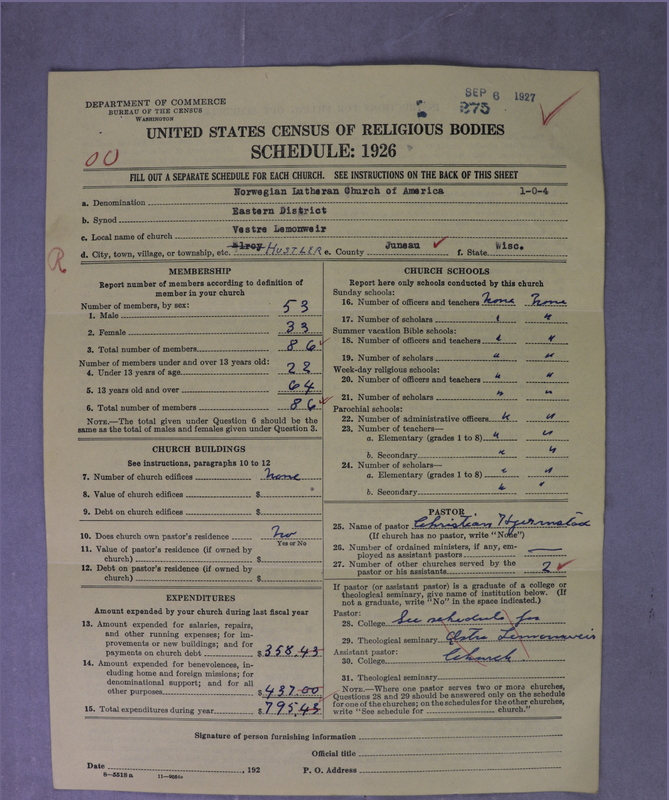 SEP 6 1927
275
DEPARTMENT OF COMMERCE
BUREAU OF THE CENSUS
WASHINGTON
UNITED STATES CENSUS OF RELIGIOUS BODIES
SCHEDULE: 1926
OO
FILL OUT A SEPARATE SCHEDULE FOR EACH CHURCH. SEE INSTRUCTIONS ON THE BACK OF THIS SHEET
a. Denomination Norwegian Lutheran Church of America 1-0-4
b. Synod Eastern District
c. Local name of church Vestre Lemonweir
d. City, town, village, or township, etc. Elroy HUSTLER e. County Juneau f. State Wisc.
R
MEMBERSHIP
Report number of members according to definition of
member in your church
Number of members, by sex:
1. Male 53
2. Female 33
3. Total number of members 86
Number of members under and over 13 years old:
4. Under 13 years of age 22
5. 13 years old and over 64
6. Total number of members 86
NOTE.—The total given under Question 6 should be the
same as the total of males and females given under Question 3.
CHURCH BUILDINGS
See instructions, paragraphs 10 to 12
7. Number of church edifices none
8. Value of church edifices $
9. Debt on church edifices $
10. Does church own pastor's residence No
Yes or No
11. Value of pastor's residence (if owned by
church) $
12. Debt on pastor's residence (if owned by
church) $
EXPENDITURES
Amount expended by your church during last fiscal year
13. Amount expended for salaries, repairs,
and other running expenses; for im-
provements or new buildings; and for
payments on church debt $358.43
14. Amount expended for benevolences, in-
cluding home and foreign missions; for
denominational support; and for all
other purposes $437.00
15. Total expenditures during year $795.43
CHURCH SCHOOLS
Report here only schools conducted by this church
Sunday schools:
16. Number of officers and teachers None None
17. Number of scholars " "
Summer vacation Bible schools:
18. Number of officers and teachers " "
19. Number of scholars " "
Week-day religious schools:
20. Number of officers and teachers " "
21. Number of scholars " "
Parochial schools:
22. Number of administrative officers " "
23. Number of teachers—
a. Elementary (grades 1 to 8) " "
b. Secondary " "
24. Number of scholars—
a. Elementary (grades 1 to 8) " "
b. Secondary " "
PASTOR
25. Name of pastor Christian Hjermstad
(If church has no pastor, write "None")
26. Number of ordained ministers, if any, em-
ployed as assistant pastors —
27. Number of other churches served by the
pastor or his assistants 2
If pastor (or assistant pastor) is a graduate of a college or
theological seminary, give name of institution below. (If
not a graduate, write "No" in the space indicated.)
Pastor:
28. College See schedule for
29. Theological seminary Østre Lemonweir
Assistant pastor:
30. College Church
31. Theological seminary
NOTE.—Where one pastor serves two or more churches,
Questions 28 and 29 should be answered only on the schedule
for one of the churches; on the schedules for the other churches,
write "See schedule for church."
Signature of person furnishing information
Official title
Date , 192 P. O. Address
8—5518a